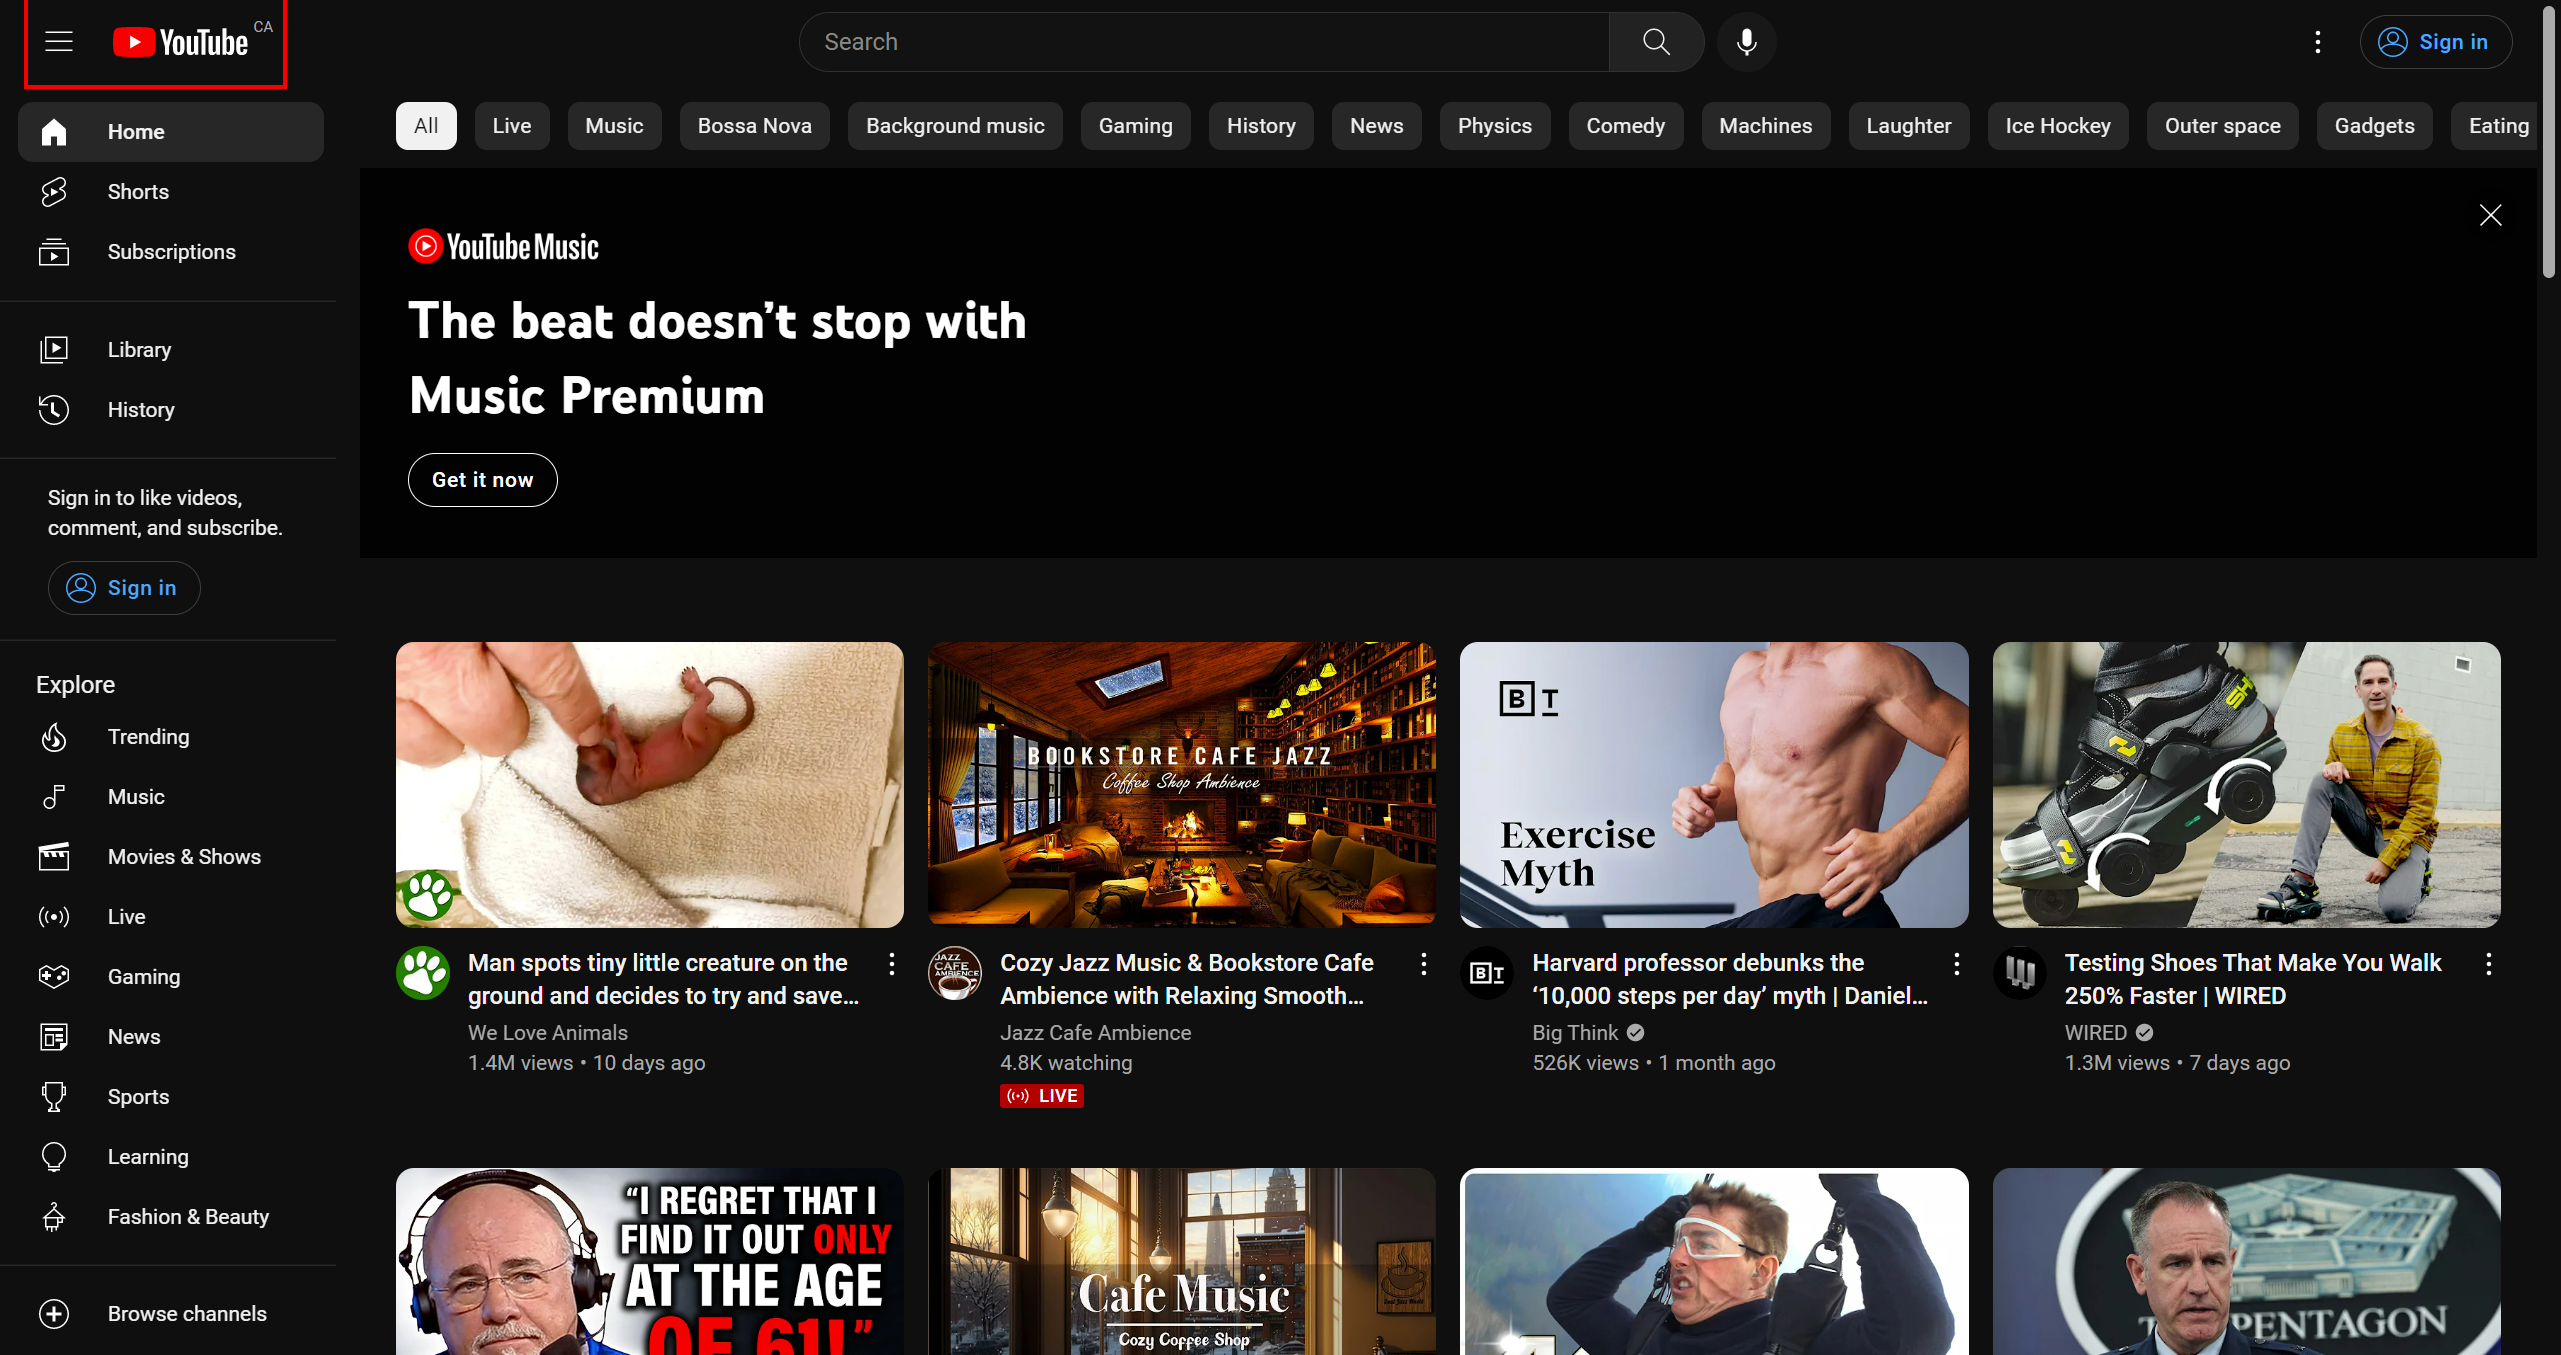 YouTube CA
Search
Sign in
Home
Shorts
Subscriptions
Library
History
Sign in to like videos,
comment, and subscribe.
Sign in
Explore
Trending
Music
Movies & Shows
Live
Gaming
News
Sports
Learning
Fashion & Beauty
Browse channels
All Live Music Bossa Nova Background music Gaming History News Physics Comedy Machines Laughter Ice Hockey Outer space Gadgets Eating
YouTube Music
The beat doesn’t stop with
Music Premium
Get it now
BOOKSTORE CAFE JAZZ
Coffee Shop Ambience
B T
Exercise
Myth
SH
Man spots tiny little creature on the
ground and decides to try and save...
We Love Animals
1.4M views • 10 days ago
JAZZ
CAFE
AMBIENCE
Cozy Jazz Music & Bookstore Cafe
Ambience with Relaxing Smooth...
Jazz Cafe Ambience
4.8K watching
LIVE
B T
Harvard professor debunks the
‘10,000 steps per day’ myth | Daniel...
Big Think
526K views • 1 month ago
Testing Shoes That Make You Walk
250% Faster | WIRED
WIRED
1.3M views • 7 days ago
“I REGRET THAT I
FIND IT OUT ONLY
AT THE AGE
OF 61!”
Cafe Music
Cozy Coffee Shop
PENTAGON